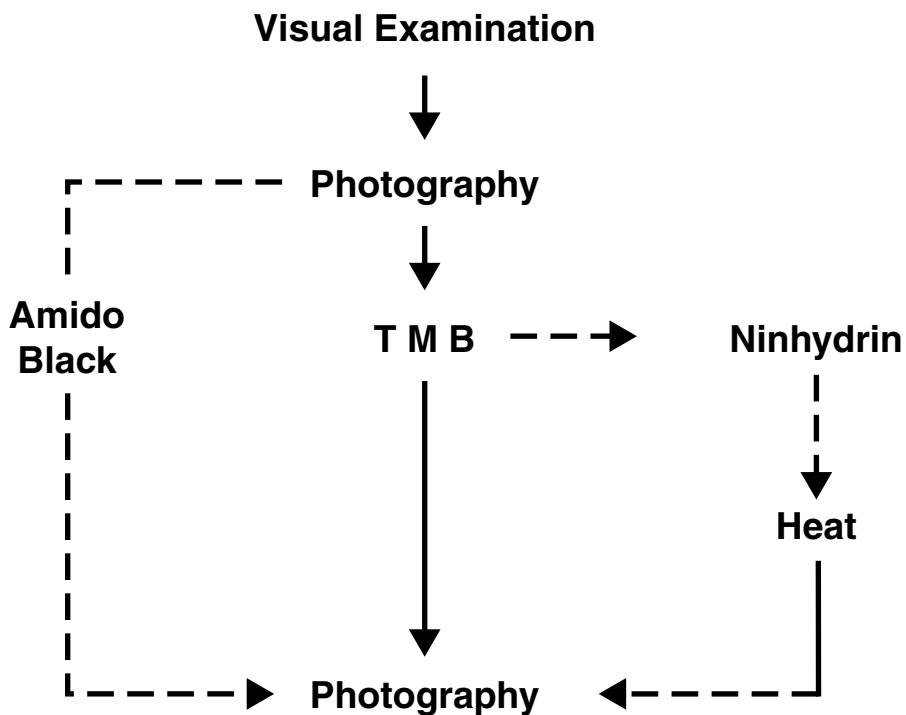 Visual Examination
Photography
Amido
Black
T M B
Ninhydrin
Heat
Photography